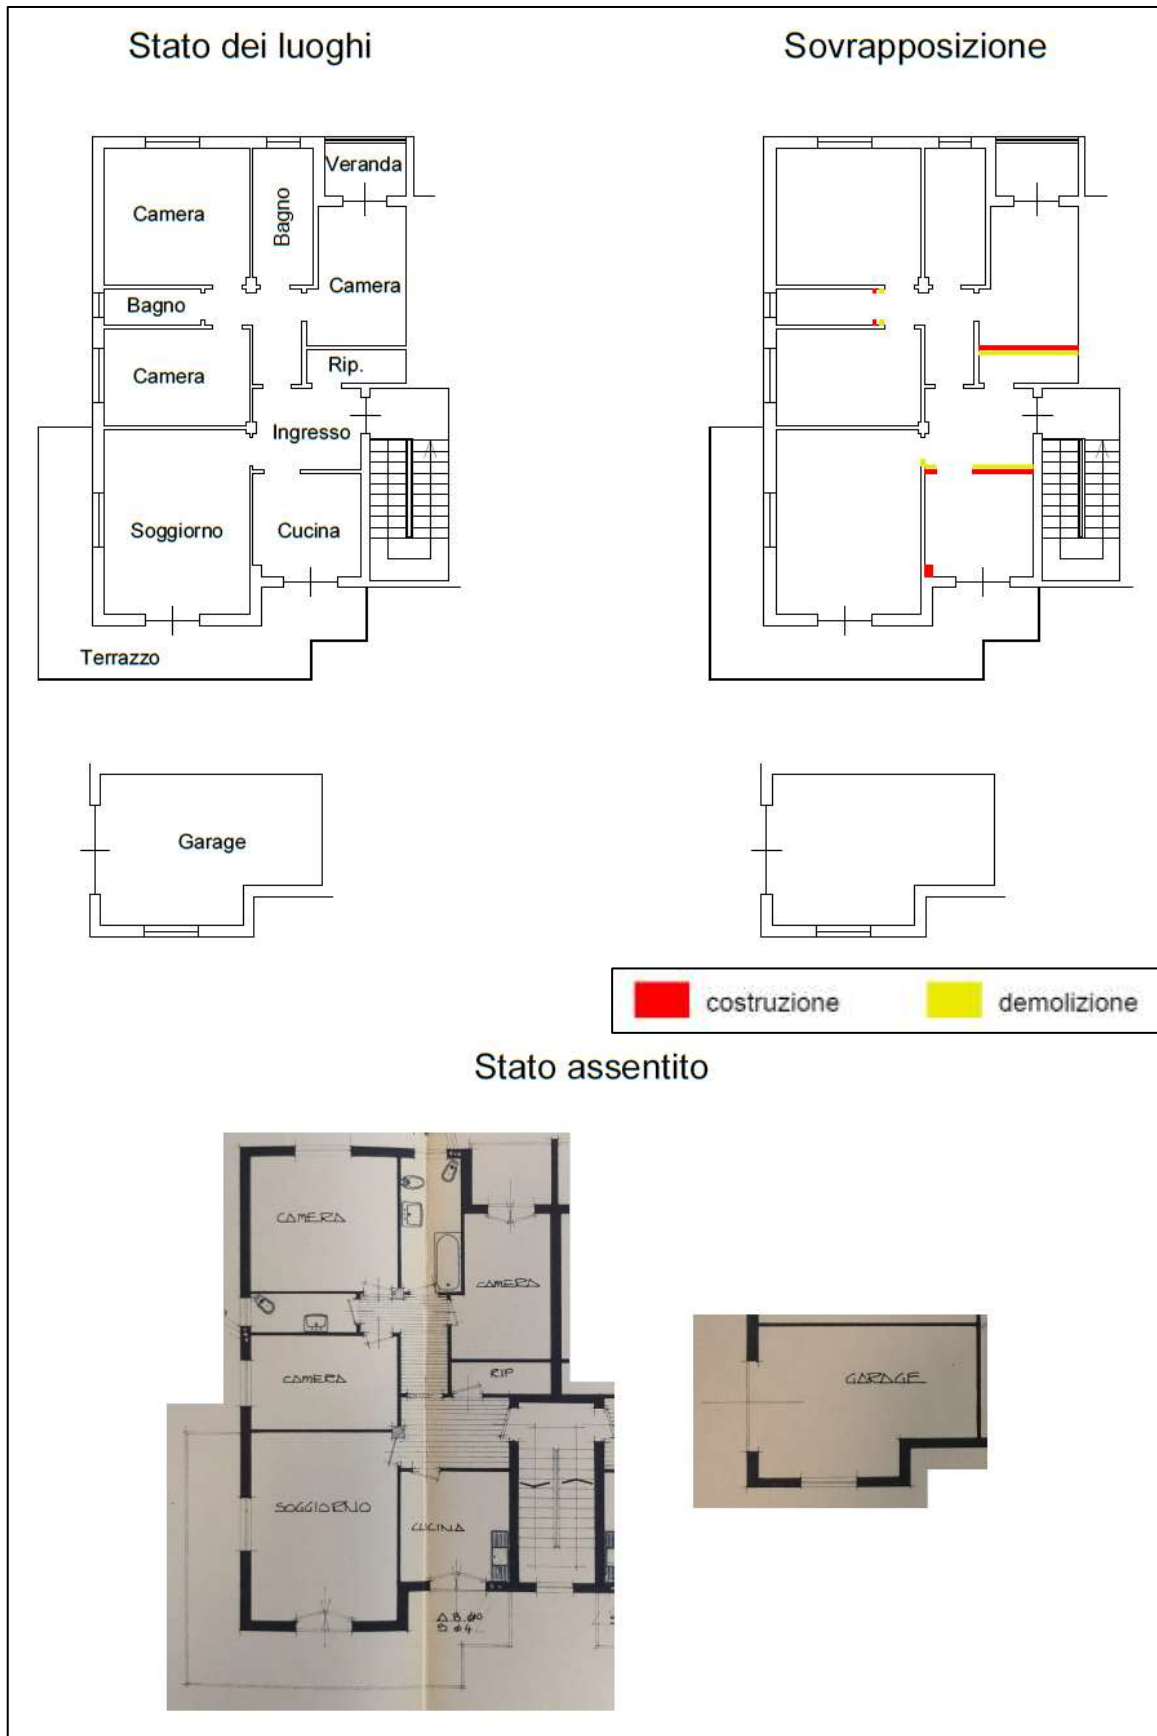 Stato dei luoghi
Sovrapposizione
Veranda
Camera
Bagno
Camera
Bagno
Rip.
Camera
Ingresso
Soggiorno
Cucina
Terrazzo
Garage
costruzione
demolizione
Stato assentito
CAMERA
CAMERA
RIP
CAMERA
GARAGE
SOGGIORNO
CUCINA